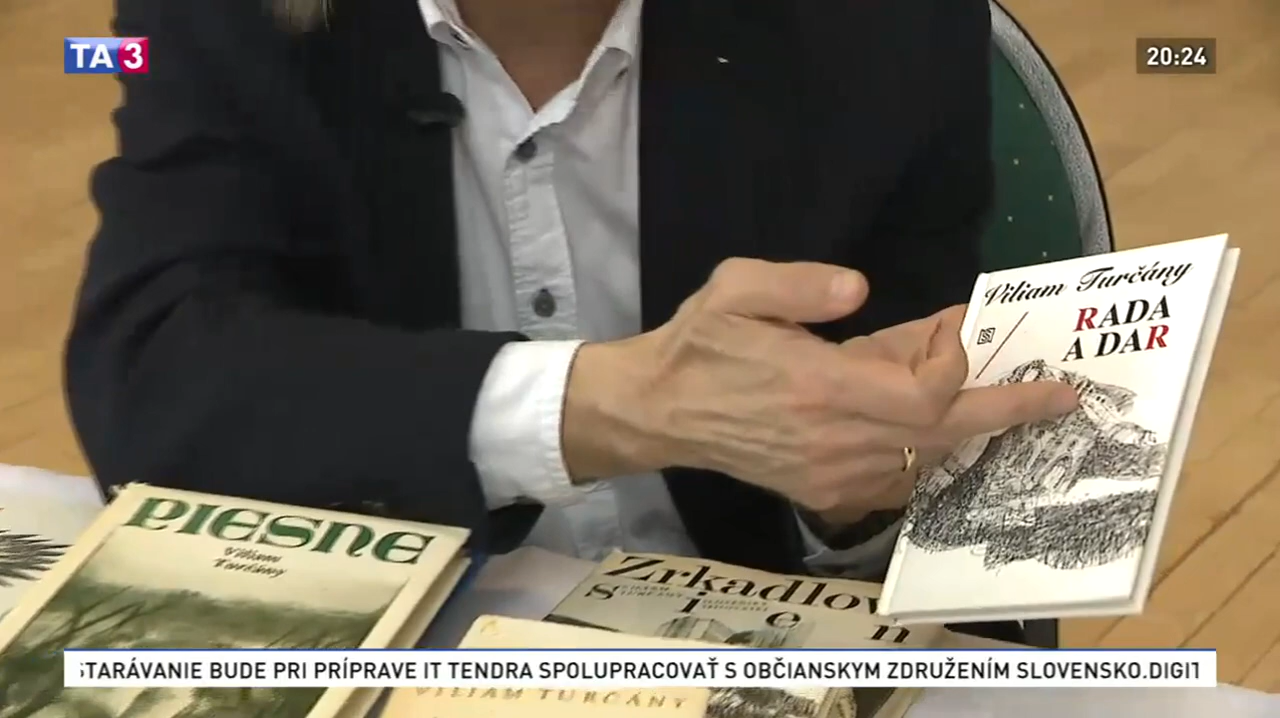 TA3
20:24
Viliam Turčány
RADA
A DAR
PIESNE
Viliam
Turčány
Zrkadlov
VILIAM TURČÁNY
STARÁVANIE BUDE PRI PRÍPRAVE IT TENDRA SPOLUPRACOVAŤ S OBČIANSKYM ZDRUŽENÍM SLOVENSKO.DIGIT